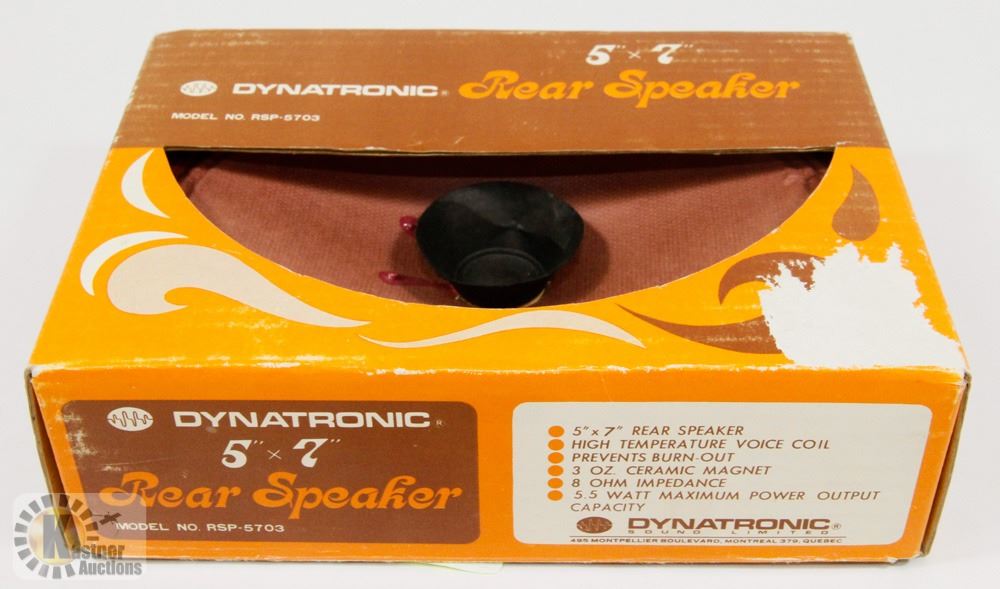 5" x 7"
DYNATRONIC® Rear Speaker
MODEL NO. RSP-5703
DYNATRONIC®
5" x 7"
Rear Speaker
MODEL NO. RSP-5703
5" x 7" REAR SPEAKER
HIGH TEMPERATURE VOICE COIL
PREVENTS BURN-OUT
3 OZ. CERAMIC MAGNET
8 OHM IMPEDANCE
5.5 WATT MAXIMUM POWER OUTPUT
CAPACITY
DYNATRONIC®
SOUND LIMITED
495 MONTPELLIER BOULEVARD, MONTREAL 379, QUEBEC
Kastner
Auctions